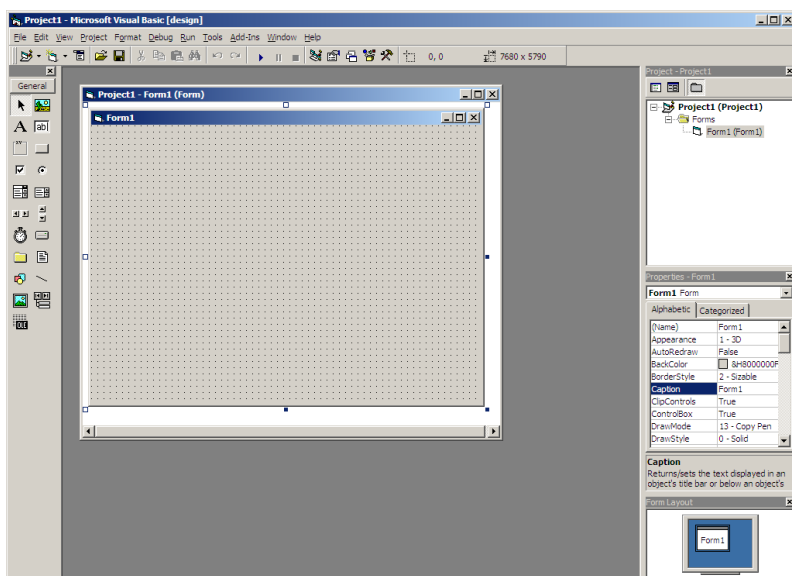 Project1 - Microsoft Visual Basic [design]
File Edit View Project Format Debug Run Tools Add-Ins Window Help
0, 0 7680 x 5790
General
A ab|
xv
OLE
Project1 - Form1 (Form)
Form1
Project - Project1
Project1 (Project1)
Forms
Form1 (Form1)
Properties - Form1
Form1 Form
Alphabetic Categorized
(Name) Form1
Appearance 1 - 3D
AutoRedraw False
BackColor &H8000000F
BorderStyle 2 - Sizable
Caption Form1
ClipControls True
ControlBox True
DrawMode 13 - Copy Pen
DrawStyle 0 - Solid
Caption
Returns/sets the text displayed in an
object's title bar or below an object's
Form Layout
Form1